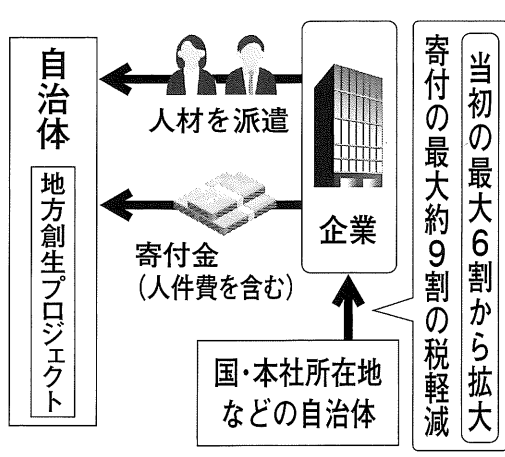 自治体
地方創生プロジェクト
人材を派遣
寄付金
(人件費を含む)
企業
国・本社所在地
などの自治体
当初の最大6割から拡大
寄付の最大約9割の税軽減